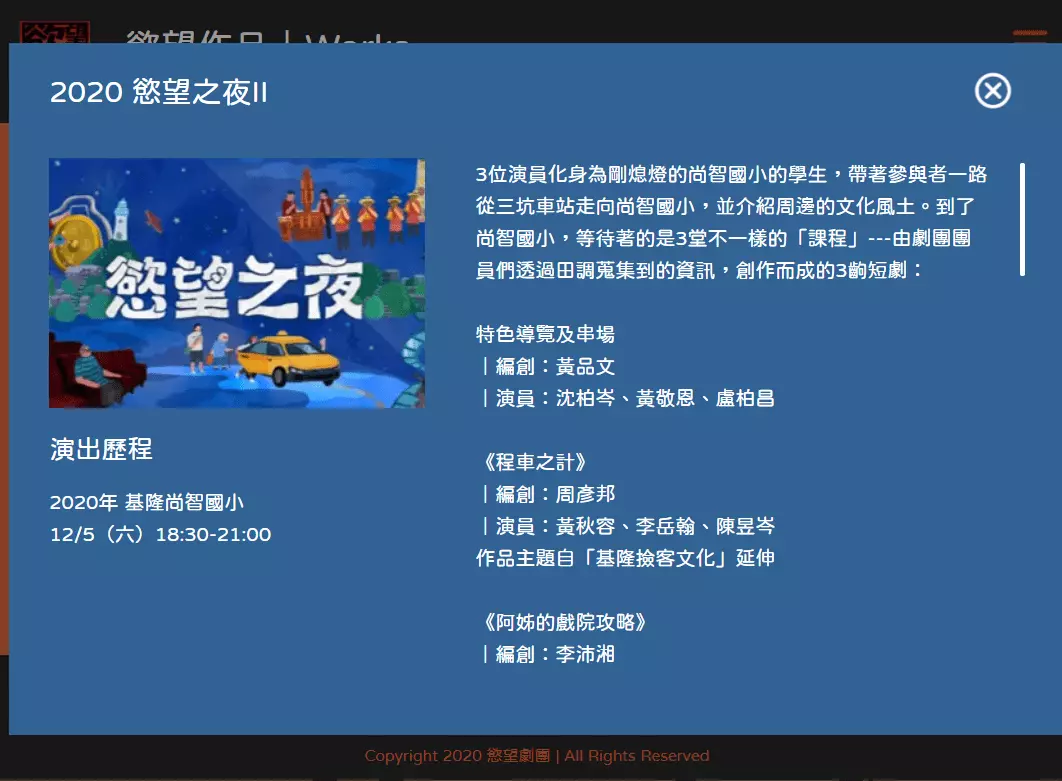 慾望作品｜Works
2020 慾望之夜II
慾望之夜
演出歷程
2020年 基隆尚智國小
12/5（六）18:30-21:00
3位演員化身為剛熄燈的尚智國小的學生，帶著參與者一路
從三坑車站走向尚智國小，並介紹周邊的文化風土。到了
尚智國小，等待著的是3堂不一樣的「課程」---由劇團團
員們透過田調蒐集到的資訊，創作而成的3齣短劇：
特色導覽及串場
｜編創：黃品文
｜演員：沈柏岑、黃敬恩、盧柏昌
《程車之計》
｜編創：周彥邦
｜演員：黃秋容、李岳翰、陳昱岑
作品主題自「基隆撿客文化」延伸
《阿姊的戲院攻略》
｜編創：李沛湘
Copyright 2020 慾望劇團 | All Rights Reserved